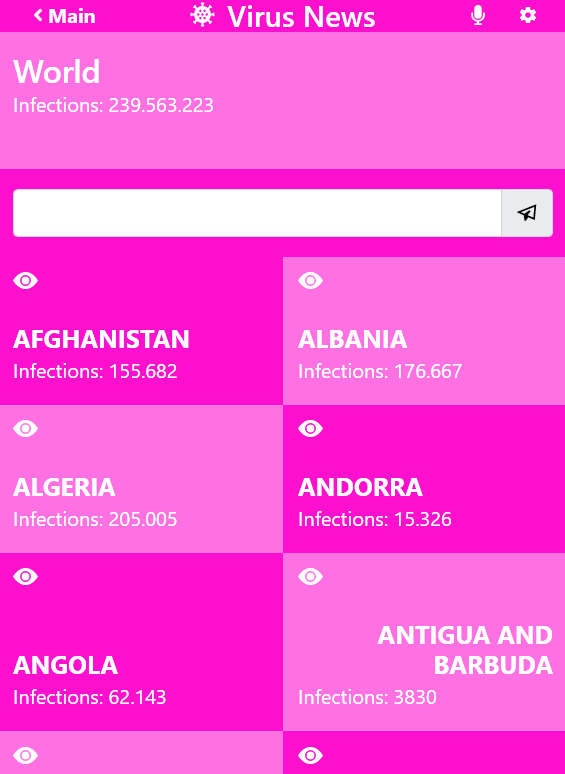 Main
Virus News
World
Infections: 239.563.223
AFGHANISTAN
Infections: 155.682
ALBANIA
Infections: 176.667
ALGERIA
Infections: 205.005
ANDORRA
Infections: 15.326
ANGOLA
Infections: 62.143
ANTIGUA AND
BARBUDA
Infections: 3830